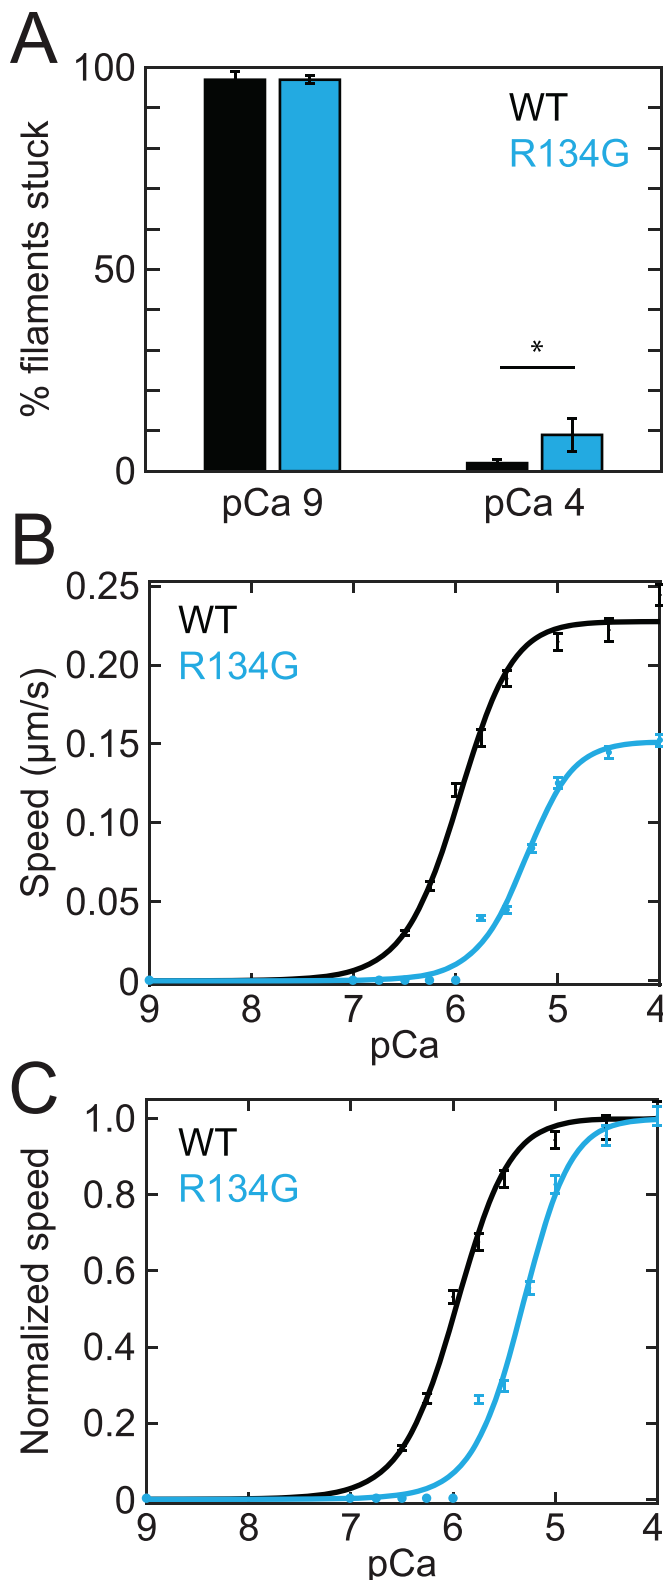 A
% filaments stuck
100
50
0
WT
R134G
*
pCa 9
pCa 4
B
Speed (μm/s)
0.25
0.20
0.15
0.10
0.05
0
WT
R134G
9 8 7 6 5 4
pCa
C
Normalized speed
1.0
0.8
0.6
0.4
0.2
0
WT
R134G
9 8 7 6 5 4
pCa